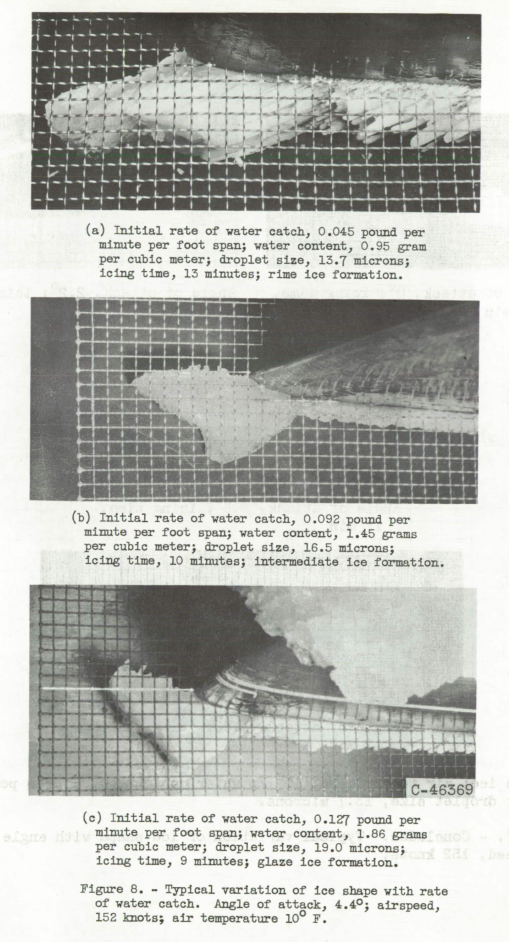 (a) Initial rate of water catch, 0.045 pound per
minute per foot span; water content, 0.95 gram
per cubic meter; droplet size, 13.7 microns;
icing time, 13 minutes; rime ice formation.
(b) Initial rate of water catch, 0.092 pound per
minute per foot span; water content, 1.45 grams
per cubic meter; droplet size, 16.5 microns;
icing time, 10 minutes; intermediate ice formation.
C-46369
(c) Initial rate of water catch, 0.127 pound per
minute per foot span; water content, 1.86 grams
per cubic meter; droplet size, 19.0 microns;
icing time, 9 minutes; glaze ice formation.
Figure 8. - Typical variation of ice shape with rate
of water catch. Angle of attack, 4.4°; airspeed,
152 knots; air temperature 10° F.